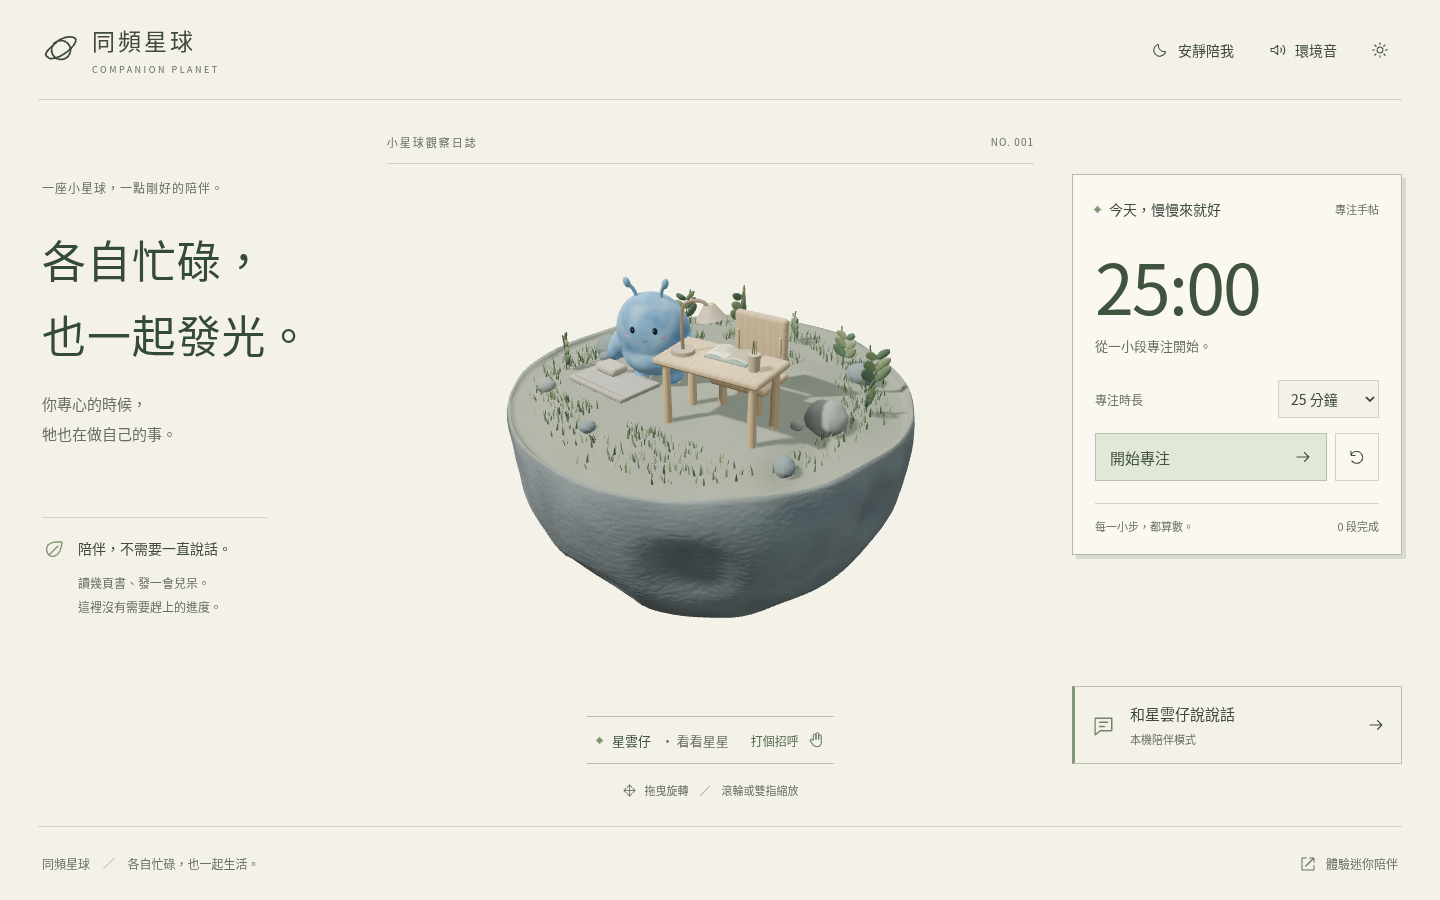 同頻星球
COMPANION PLANET
安靜陪我
環境音
小星球觀察日誌
NO. 001
一座小星球，一點剛好的陪伴。
各自忙碌，
也一起發光。
你專心的時候，
牠也在做自己的事。
陪伴，不需要一直說話。
讀幾頁書、發一會兒呆。
這裡沒有需要趕上的進度。
星雲仔 ・看看星星 打個招呼
拖曳旋轉 ／ 滾輪或雙指縮放
今天，慢慢來就好
專注手帖
25:00
從一小段專注開始。
專注時長
25 分鐘
開始專注
每一小步，都算數。
0 段完成
和星雲仔說說話
本機陪伴模式
同頻星球 ／ 各自忙碌，也一起生活。
體驗迷你陪伴